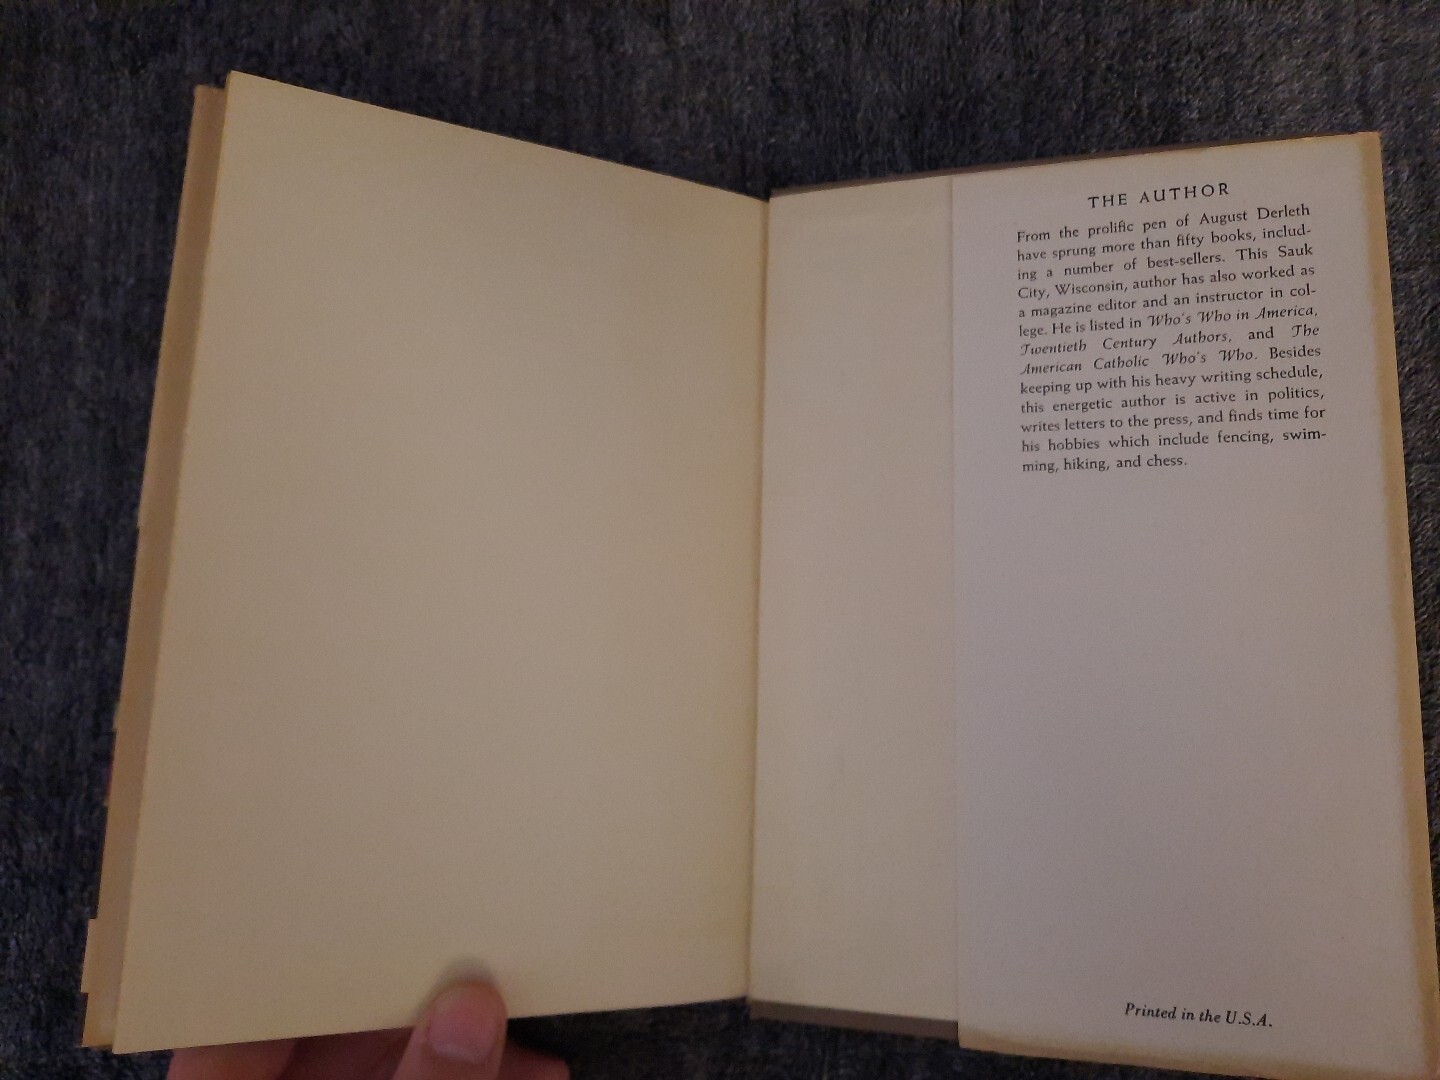 THE AUTHOR
From the prolific pen of August Derleth
have sprung more than fifty books, includ-
ing a number of best-sellers. This Sauk
City, Wisconsin, author has also worked as
a magazine editor and an instructor in col-
lege. He is listed in Who's Who in America,
Twentieth Century Authors, and The
American Catholic Who's Who. Besides
keeping up with his heavy writing schedule,
this energetic author is active in politics,
writes letters to the press, and finds time for
his hobbies which include fencing, swim-
ming, hiking, and chess.
Printed in the U.S.A.